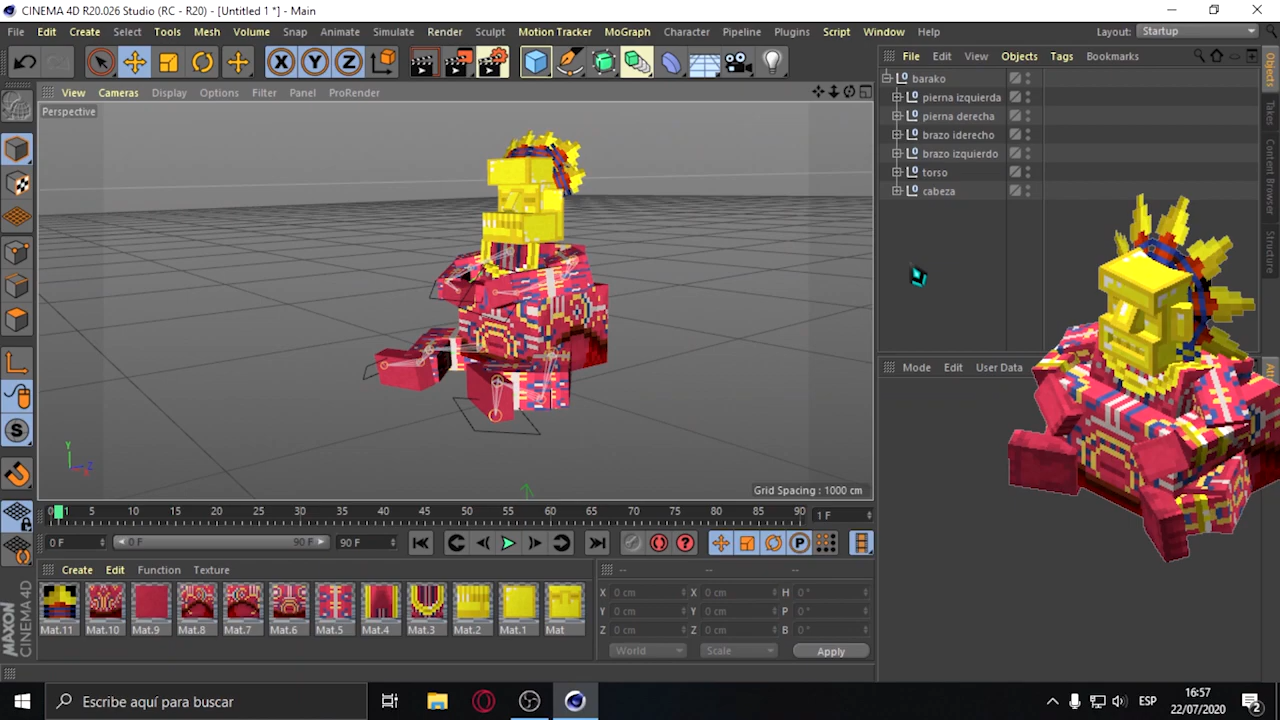 CINEMA 4D R20.026 Studio (RC - R20) - [Untitled 1 *] - Main
File Edit Create Select Tools Mesh Volume Snap Animate Simulate Render Sculpt Motion Tracker MoGraph Character Pipeline Plugins Script Window Help Layout: Startup
X Y Z
File Edit View Objects Tags Bookmarks
View Cameras Display Options Filter Panel ProRender
Perspective
barako
pierna izquierda
pierna derecha
brazo iderecho
brazo izquierdo
torso
cabeza
Objects
Takes
Content Browser
Structure
Mode Edit User Data
Y
Z
Grid Spacing : 1000 cm
0 1 5 10 15 20 25 30 35 40 45 50 55 60 65 70 75 80 85 90 1 F
0 F 0 F 90 F 90 F
Create Edit Function Texture
-- -- --
Mat.11 Mat.10 Mat.9 Mat.8 Mat.7 Mat.6 Mat.5 Mat.4 Mat.3 Mat.2 Mat.1 Mat
X 0 cm X 0 cm H 0 °
Y 0 cm Y 0 cm P 0 °
Z 0 cm Z 0 cm B 0 °
World Scale Apply
MAXON CINEMA 4D
Escribe aquí para buscar
ESP
16:57
22/07/2020
2